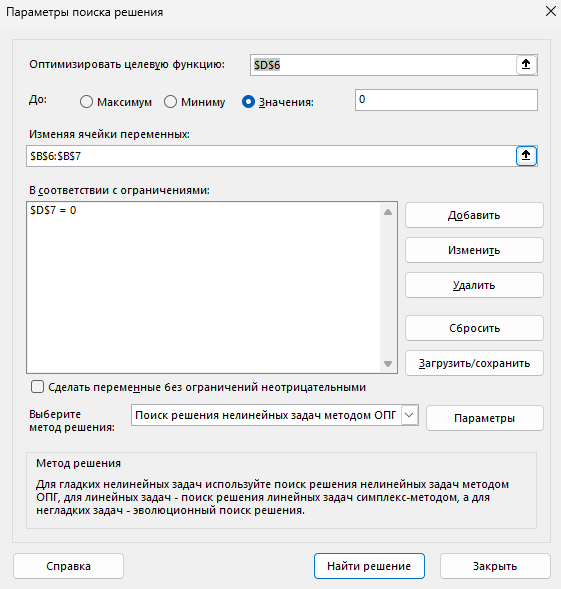 Параметры поиска решения
Оптимизировать целевую функцию: $D$6
До: Максимум Миниму Значения: 0
Изменяя ячейки переменных:
$B$6:$B$7
В соответствии с ограничениями:
$D$7 = 0
Добавить
Изменить
Удалить
Сбросить
Загрузить/сохранить
Сделать переменные без ограничений неотрицательными
Выберите
метод решения:
Поиск решения нелинейных задач методом ОПГ
Параметры
Метод решения
Для гладких нелинейных задач используйте поиск решения нелинейных задач методом
ОПГ, для линейных задач - поиск решения линейных задач симплекс-методом, а для
негладких задач - эволюционный поиск решения.
Справка
Найти решение
Закрыть